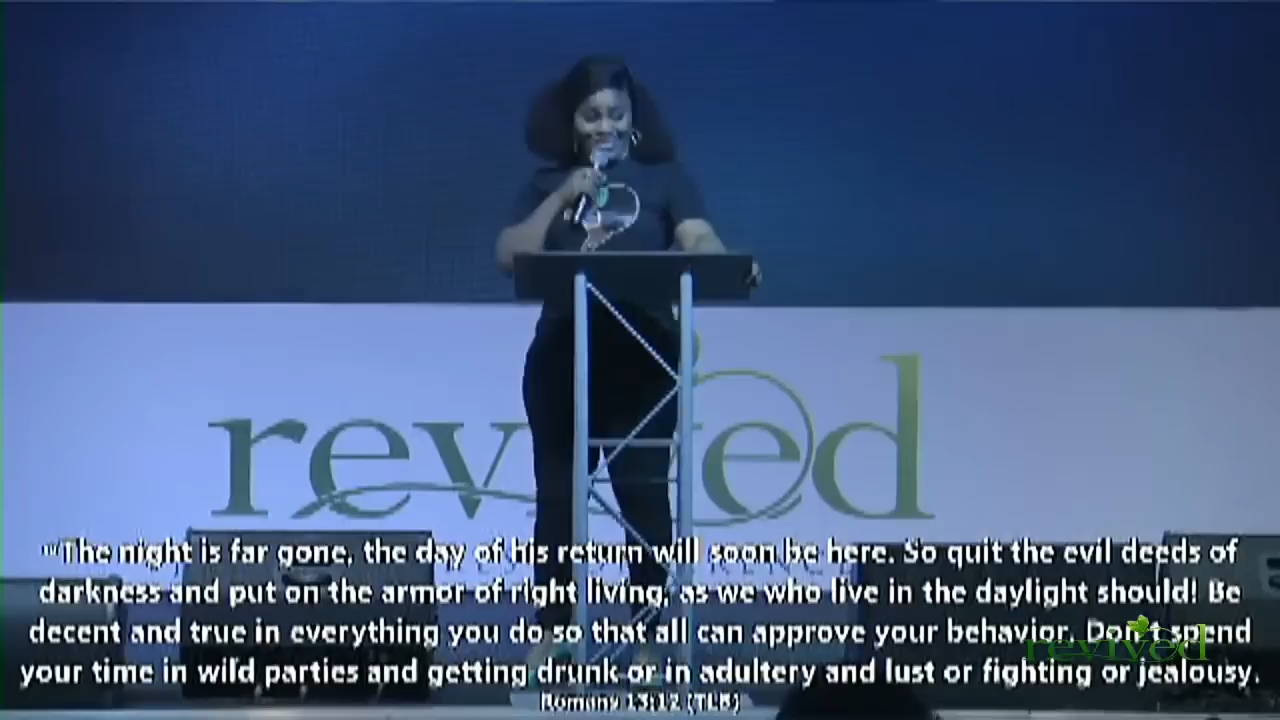 revived
"The night is far gone, the day of his return will soon be here. So quit the evil deeds of
darkness and put on the armor of right living, as we who live in the daylight should! Be
decent and true in everything you do so that all can approve your behavior. Don't spend
your time in wild parties and getting drunk or in adultery and lust or fighting or jealousy.
Romans 13:12 (TLB)
revived